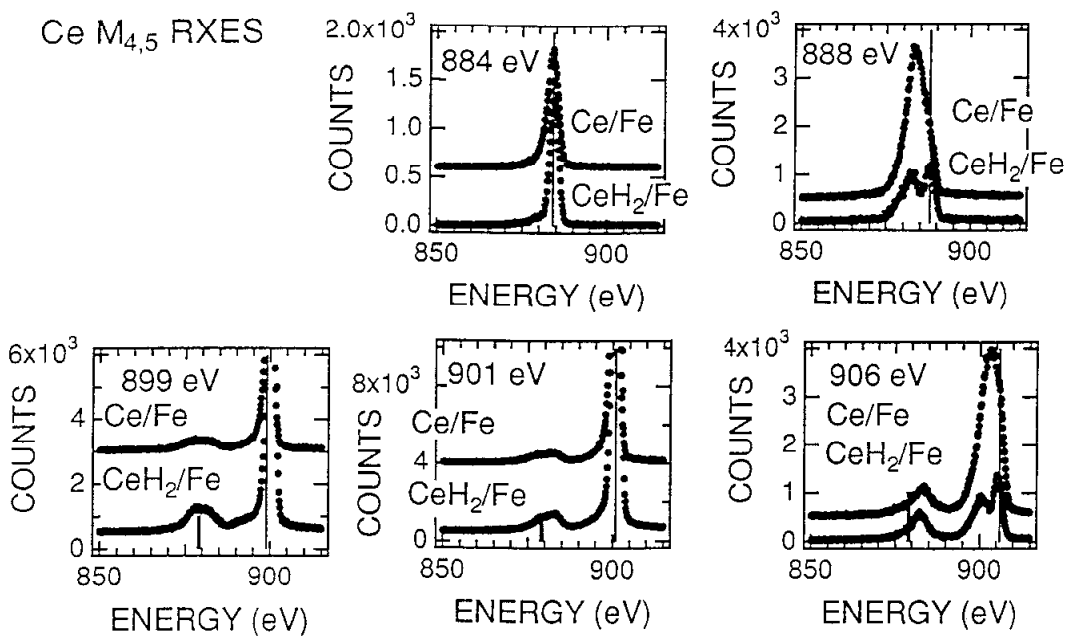 Ce M4,5 RXES
2.0x10³
884 eV
1.5
1.0
0.5
0.0
COUNTS
Ce/Fe
CeH2/Fe
850
900
ENERGY (eV)
4x10³
888 eV
3
2
1
0
COUNTS
Ce/Fe
CeH2/Fe
850
900
ENERGY (eV)
6x10³
899 eV
4
2
0
COUNTS
Ce/Fe
CeH2/Fe
850
900
ENERGY (eV)
8x10³
901 eV
4
0
COUNTS
Ce/Fe
CeH2/Fe
850
900
ENERGY (eV)
4x10³
906 eV
3
2
1
0
COUNTS
Ce/Fe
CeH2/Fe
850
900
ENERGY (eV)